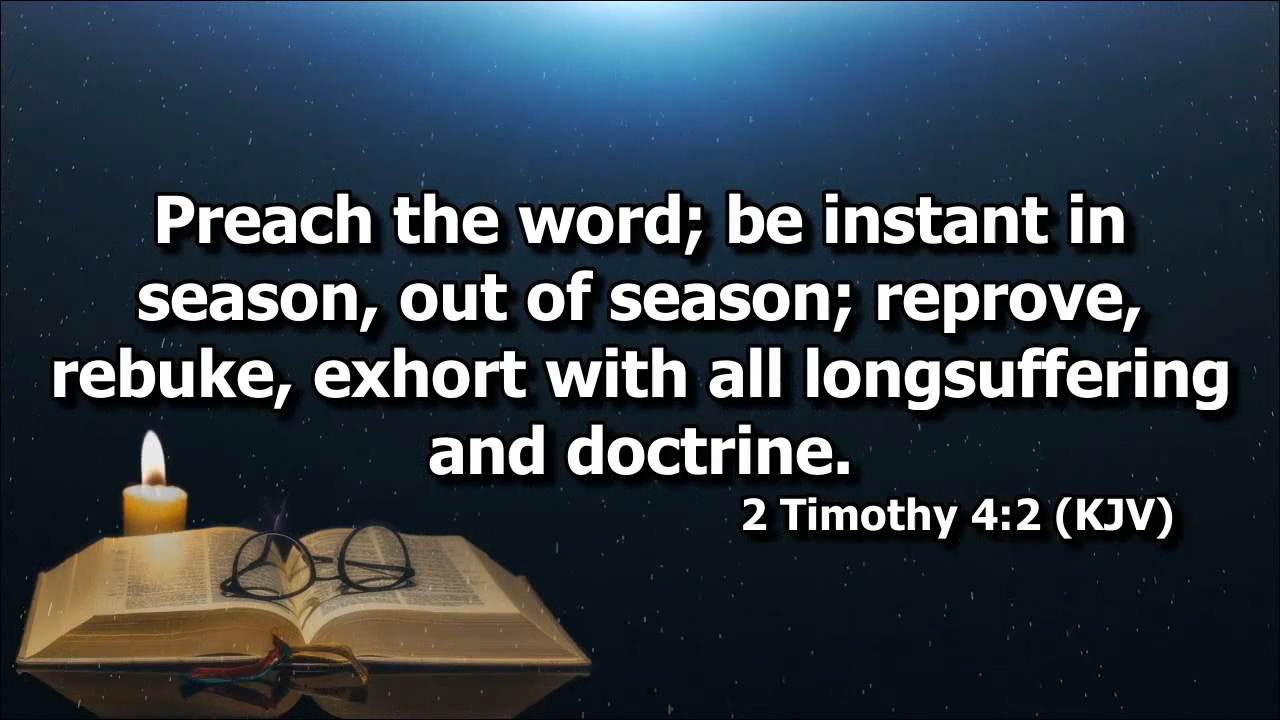 Preach the word; be instant in
season, out of season; reprove,
rebuke, exhort with all longsuffering
and doctrine.
2 Timothy 4:2 (KJV)